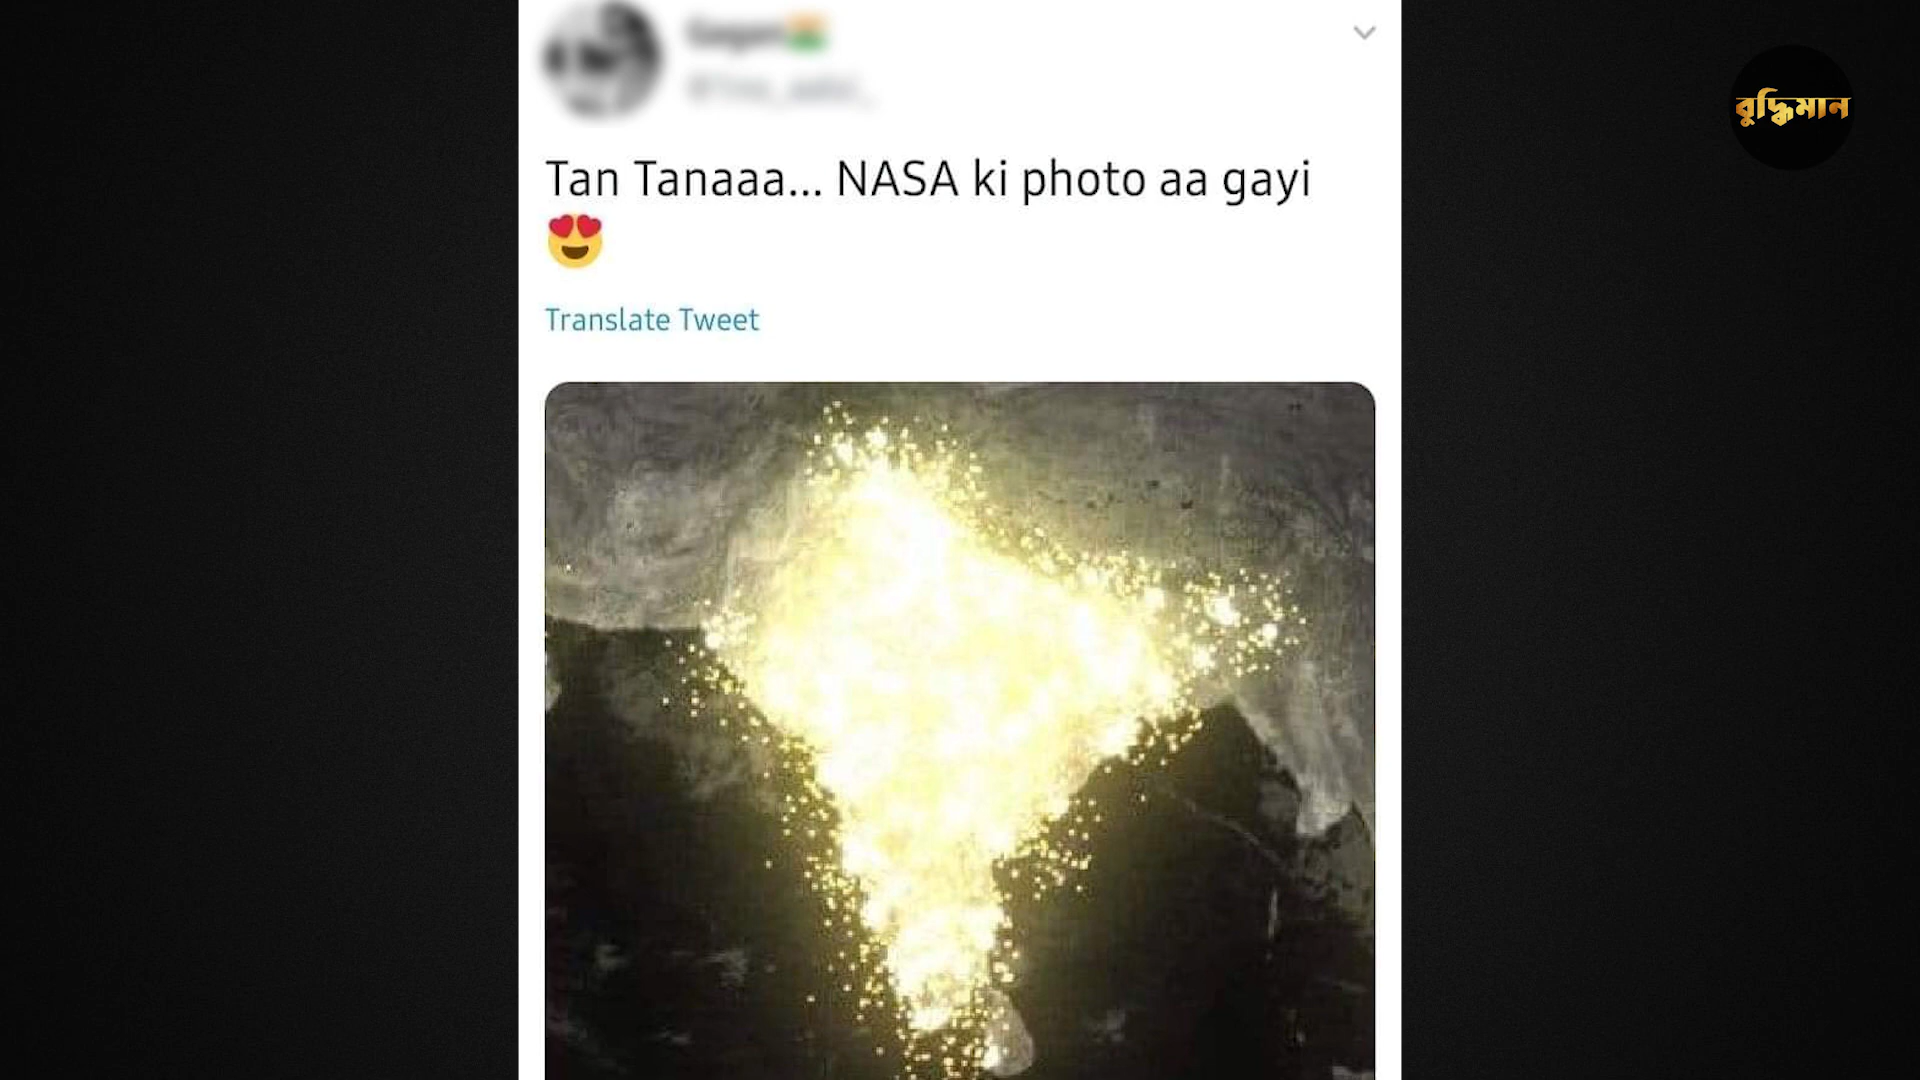 বুদ্ধিমান
Tan Tanaaa... NASA ki photo aa gayi
😍
Translate Tweet